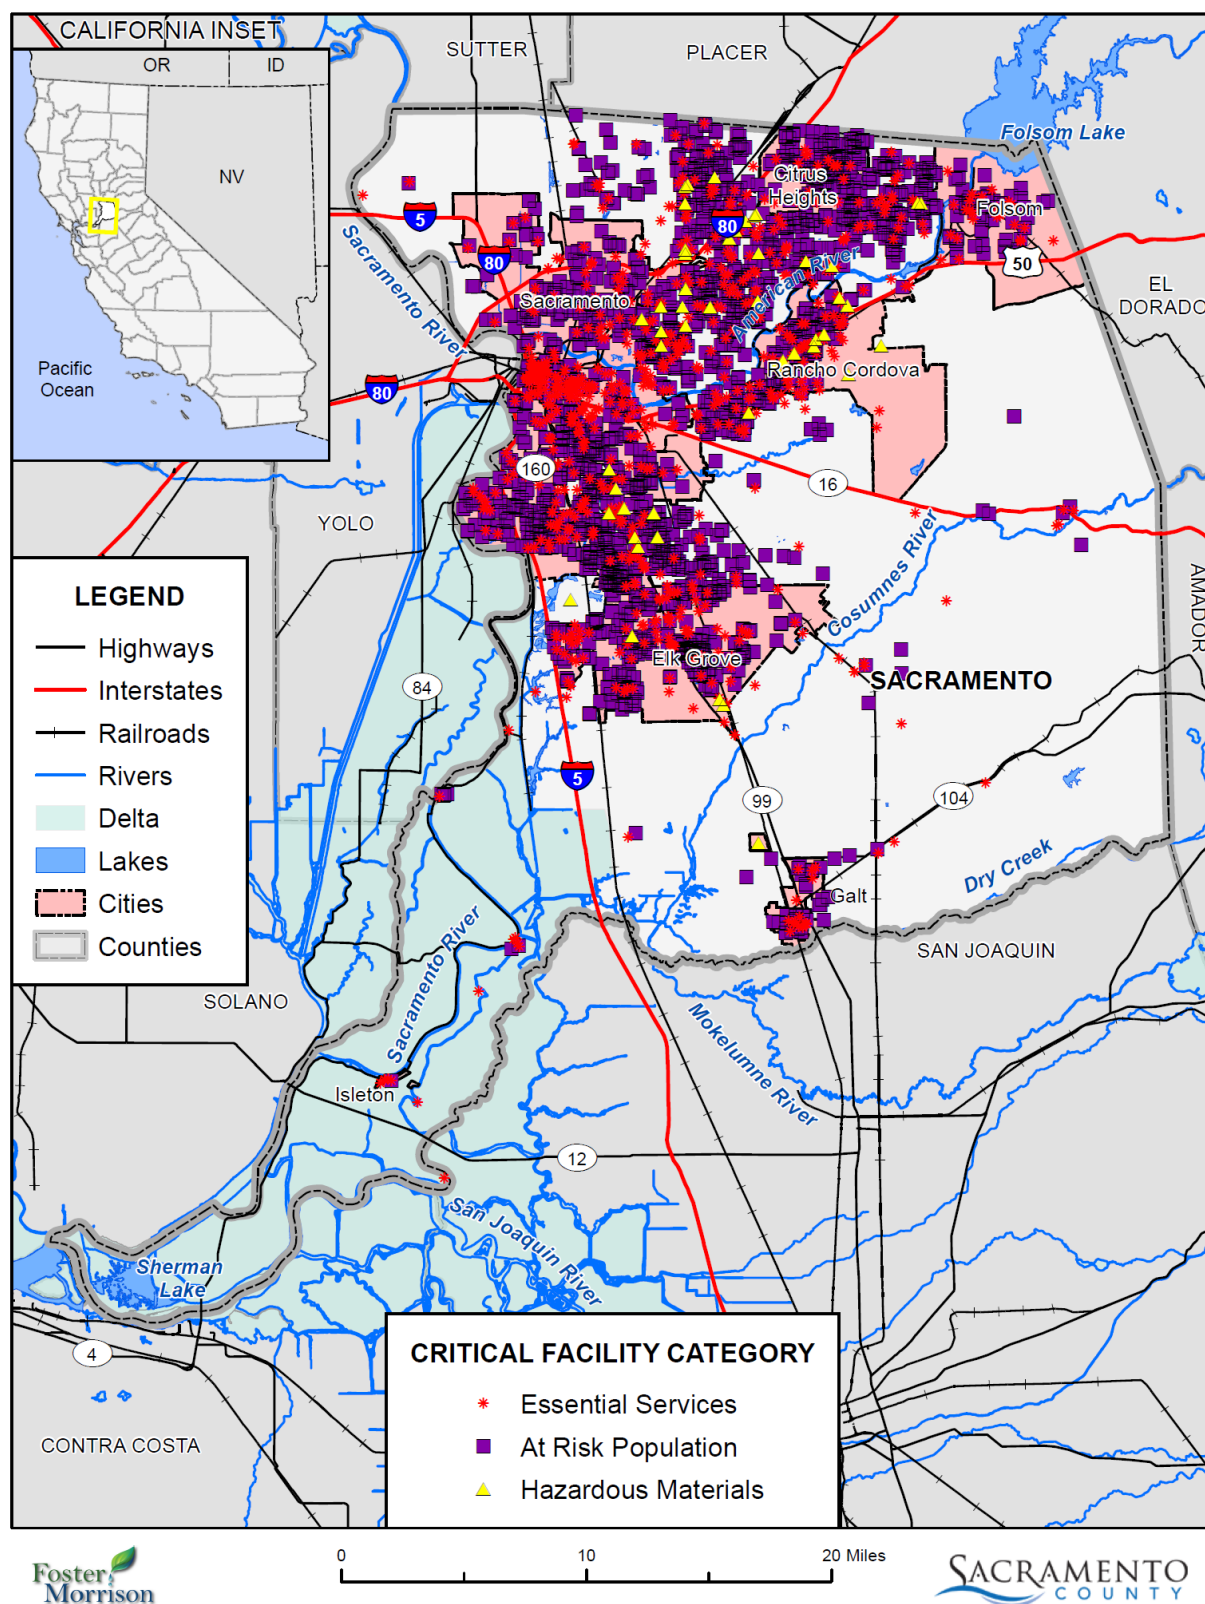 CALIFORNIA INSET
OR
ID
NV
Pacific
Ocean
SUTTER
PLACER
Folsom Lake
Citrus
Heights
Folsom
5
80
80
50
Sacramento River
Sacramento
American River
EL
DORADO
Rancho Cordova
80
160
16
YOLO
Cosumnes River
AMADOR
LEGEND
Highways
Interstates
Railroads
Rivers
Delta
Lakes
Cities
Counties
Elk Grove
SACRAMENTO
84
5
99
104
Dry Creek
Galt
SAN JOAQUIN
SOLANO
Sacramento River
Mokelumne River
Isleton
12
San Joaquin River
Sherman
Lake
4
CONTRA COSTA
CRITICAL FACILITY CATEGORY
Essential Services
At Risk Population
Hazardous Materials
Foster
Morrison
0
10
20 Miles
SACRAMENTO
COUNTY